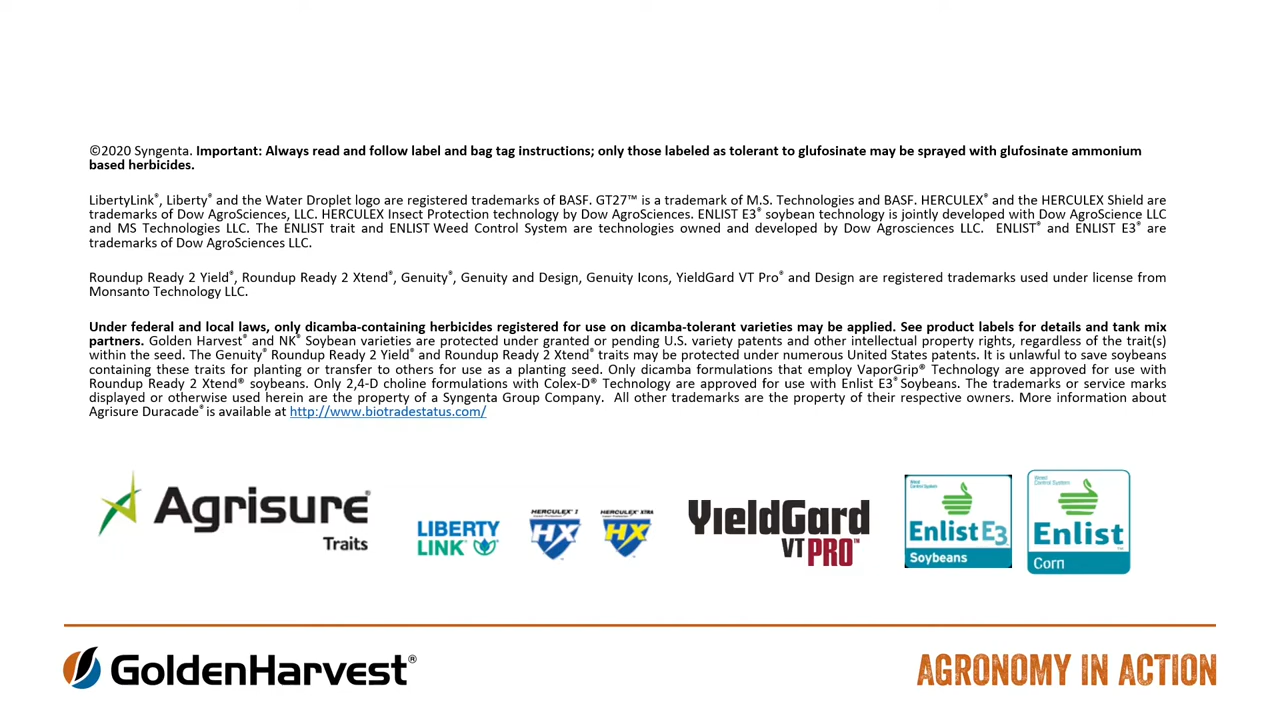 ©2020 Syngenta. Important: Always read and follow label and bag tag instructions; only those labeled as tolerant to glufosinate may be sprayed with glufosinate ammonium
based herbicides.
LibertyLink®, Liberty® and the Water Droplet logo are registered trademarks of BASF. GT27™ is a trademark of M.S. Technologies and BASF. HERCULEX® and the HERCULEX Shield are
trademarks of Dow AgroSciences, LLC. HERCULEX Insect Protection technology by Dow AgroSciences. ENLIST E3® soybean technology is jointly developed with Dow AgroScience LLC
and MS Technologies LLC. The ENLIST trait and ENLIST Weed Control System are technologies owned and developed by Dow Agrosciences LLC. ENLIST® and ENLIST E3® are
trademarks of Dow AgroSciences LLC.
Roundup Ready 2 Yield®, Roundup Ready 2 Xtend®, Genuity®, Genuity and Design, Genuity Icons, YieldGard VT Pro® and Design are registered trademarks used under license from
Monsanto Technology LLC.
Under federal and local laws, only dicamba-containing herbicides registered for use on dicamba-tolerant varieties may be applied. See product labels for details and tank mix
partners. Golden Harvest® and NK® Soybean varieties are protected under granted or pending U.S. variety patents and other intellectual property rights, regardless of the trait(s)
within the seed. The Genuity® Roundup Ready 2 Yield® and Roundup Ready 2 Xtend® traits may be protected under numerous United States patents. It is unlawful to save soybeans
containing these traits for planting or transfer to others for use as a planting seed. Only dicamba formulations that employ VaporGrip® Technology are approved for use with
Roundup Ready 2 Xtend® soybeans. Only 2,4-D choline formulations with Colex-D® Technology are approved for use with Enlist E3® Soybeans. The trademarks or service marks
displayed or otherwise used herein are the property of a Syngenta Group Company. All other trademarks are the property of their respective owners. More information about
Agrisure Duracade® is available at http://www.biotradestatus.com/
Agrisure®
Traits
LIBERTY
LINK
HERCULEX I
HX
HERCULEX XTRA
HX
YieldGard
VT PRO™
Weed
Control System
Enlist E3
Soybeans
Weed
Control System
Enlist
Corn
GoldenHarvest®
AGRONOMY IN ACTION